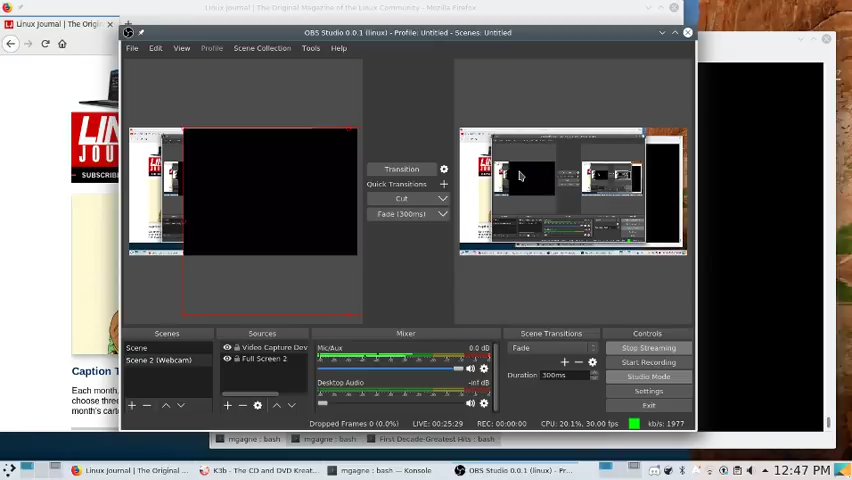 Linux Journal | The Original Magazine of the Linux Community - Mozilla Firefox
Linux Journal | The Origi
OBS Studio 0.0.1 (linux) - Profile: Untitled - Scenes: Untitled
File Edit View Profile Scene Collection Tools Help
SUBSCRIBE
Transition
Quick Transitions
Cut
Fade (300ms)
Scenes Sources Mixer Scene Transitions Controls
Scene
Scene 2 (Webcam)
Video Capture Dev
Full Screen 2
Mic/Aux 0.0 dB
Desktop Audio -inf dB
Fade
Duration 300ms
Stop Streaming
Start Recording
Studio Mode
Settings
Exit
Dropped Frames 0 (0.0%) LIVE: 00:25:29 REC: 00:00:00 CPU: 20.1%, 30.00 fps kb/s: 1977
Caption T
Each month,
choose three
month's carto
mgagne : bash mgagne : bash First Decade-Greatest Hits : bash
Linux Journal | The Original ... K3b - The CD and DVD Kreat... mgagne : bash — Konsole OBS Studio 0.0.1 (linux) - Pr... 12:47 PM